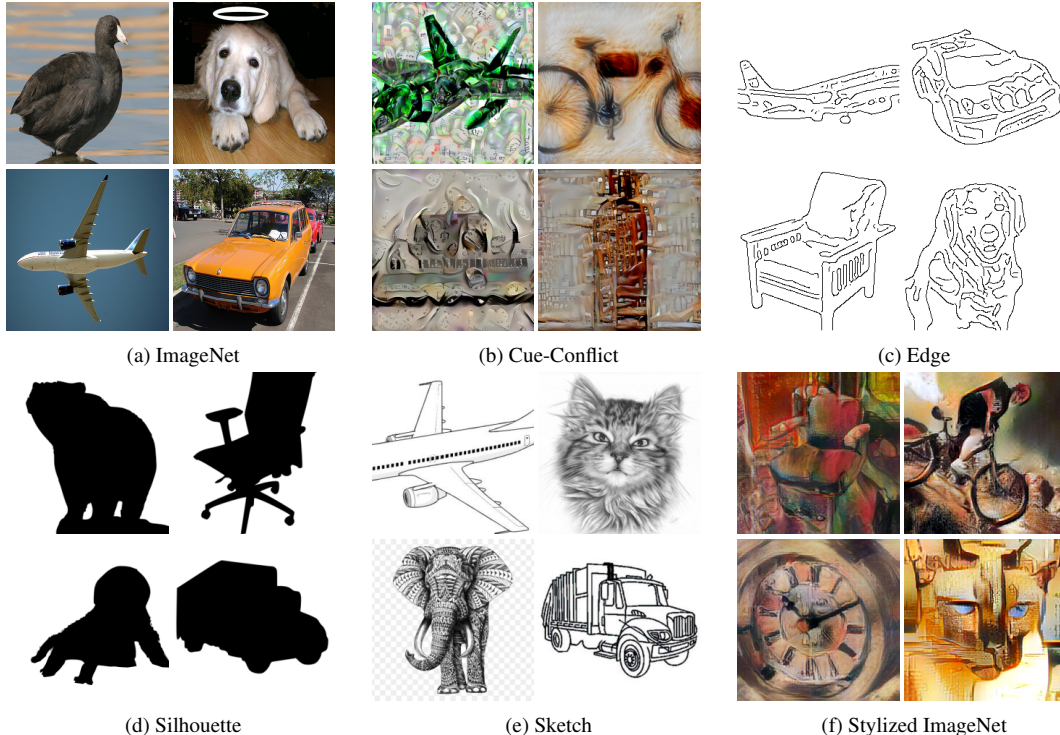 (a) ImageNet
(b) Cue-Conflict
(c) Edge
(d) Silhouette
(e) Sketch
(f) Stylized ImageNet